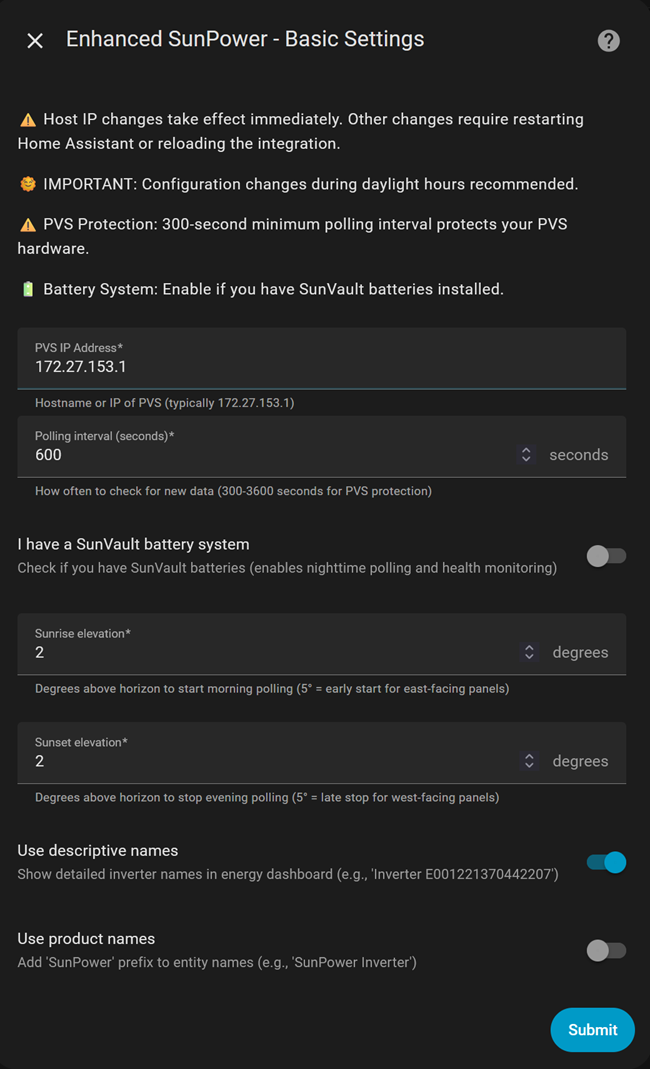 Enhanced SunPower - Basic Settings
⚠️ Host IP changes take effect immediately. Other changes require restarting
Home Assistant or reloading the integration.
🌞 IMPORTANT: Configuration changes during daylight hours recommended.
⚠️ PVS Protection: 300-second minimum polling interval protects your PVS
hardware.
🔋 Battery System: Enable if you have SunVault batteries installed.
PVS IP Address*
172.27.153.1
Hostname or IP of PVS (typically 172.27.153.1)
Polling interval (seconds)*
600 seconds
How often to check for new data (300-3600 seconds for PVS protection)
I have a SunVault battery system
Check if you have SunVault batteries (enables nighttime polling and health monitoring)
Sunrise elevation*
2 degrees
Degrees above horizon to start morning polling (5° = early start for east-facing panels)
Sunset elevation*
2 degrees
Degrees above horizon to stop evening polling (5° = late stop for west-facing panels)
Use descriptive names
Show detailed inverter names in energy dashboard (e.g., 'Inverter E001221370442207')
Use product names
Add 'SunPower' prefix to entity names (e.g., 'SunPower Inverter')
Submit